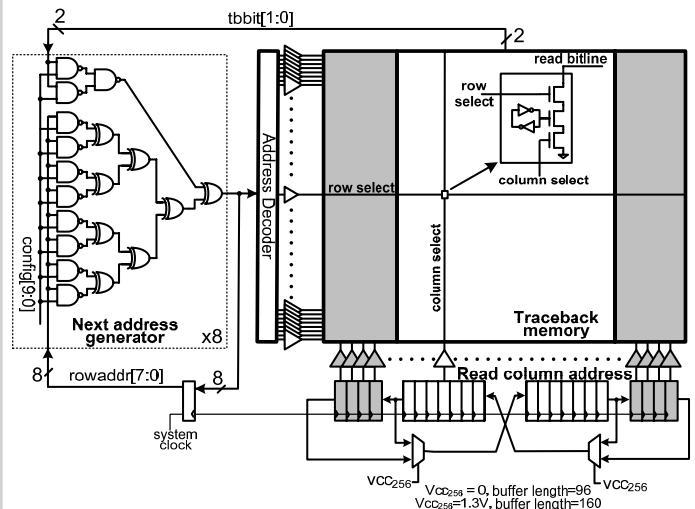 2
tbbit[1:0]
2
read bitline
row
select
column select
Address Decoder
row select
column select
config[9:0]
Next address
generator
x8
Traceback
memory
8
rowaddr[7:0]
8
Read column address
system
clock
VCC256
VCC256
VCC256 = 0, buffer length=96
VCC256=1.3V, buffer length=160